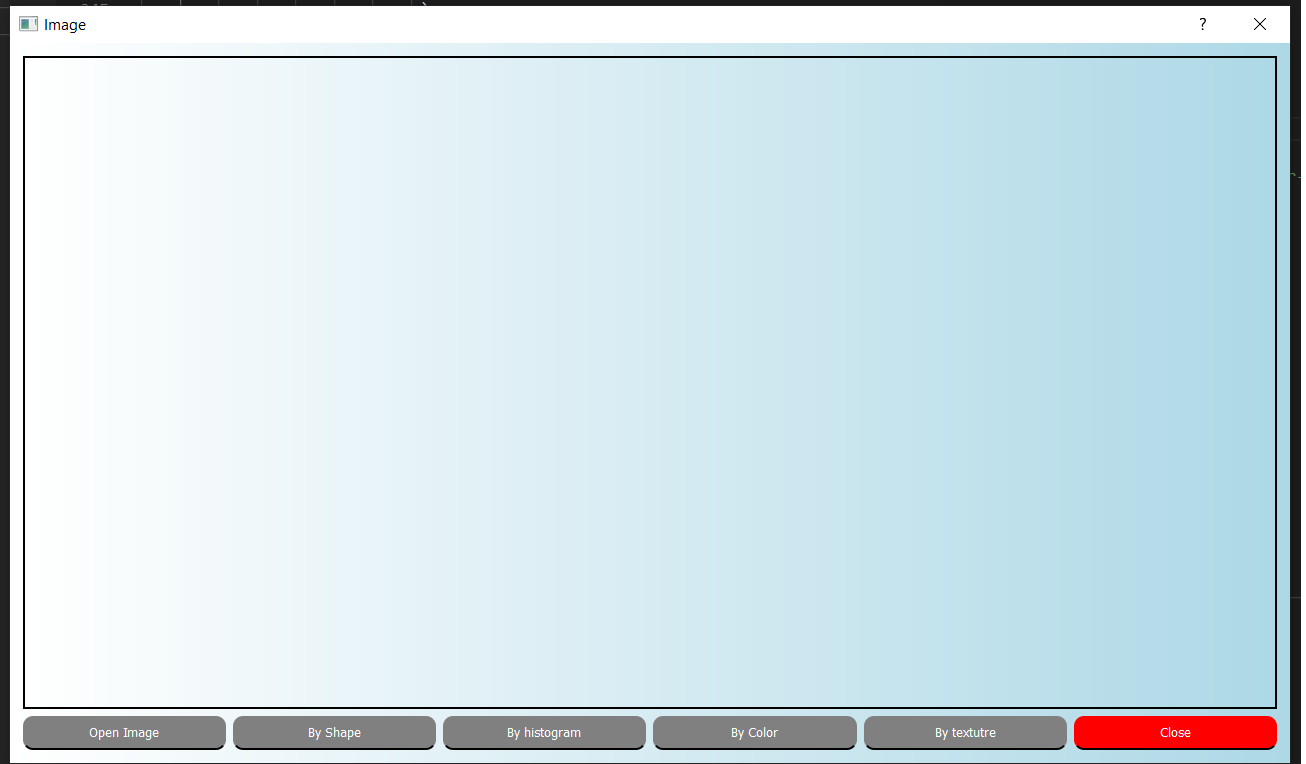 Image
?
Open Image
By Shape
By histogram
By Color
By textutre
Close